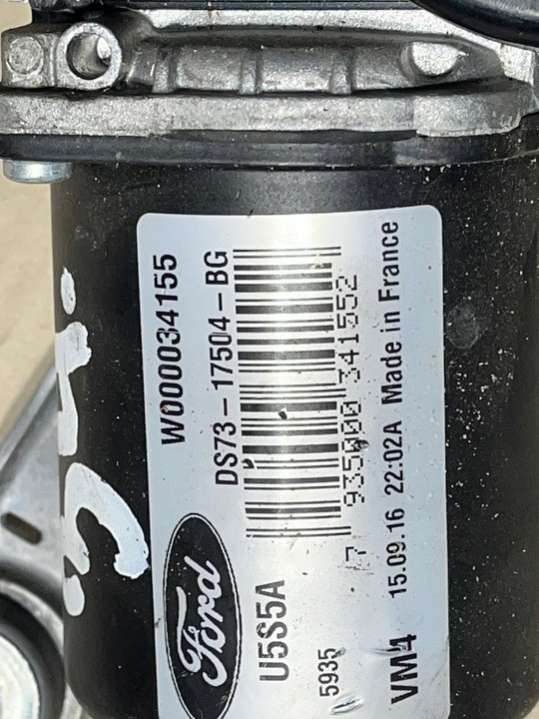 W000034155
DS73-17504-BG
7 935000 341552
Ford
U5S5A
5935
VM4 15.09.16 22:02A Made in France